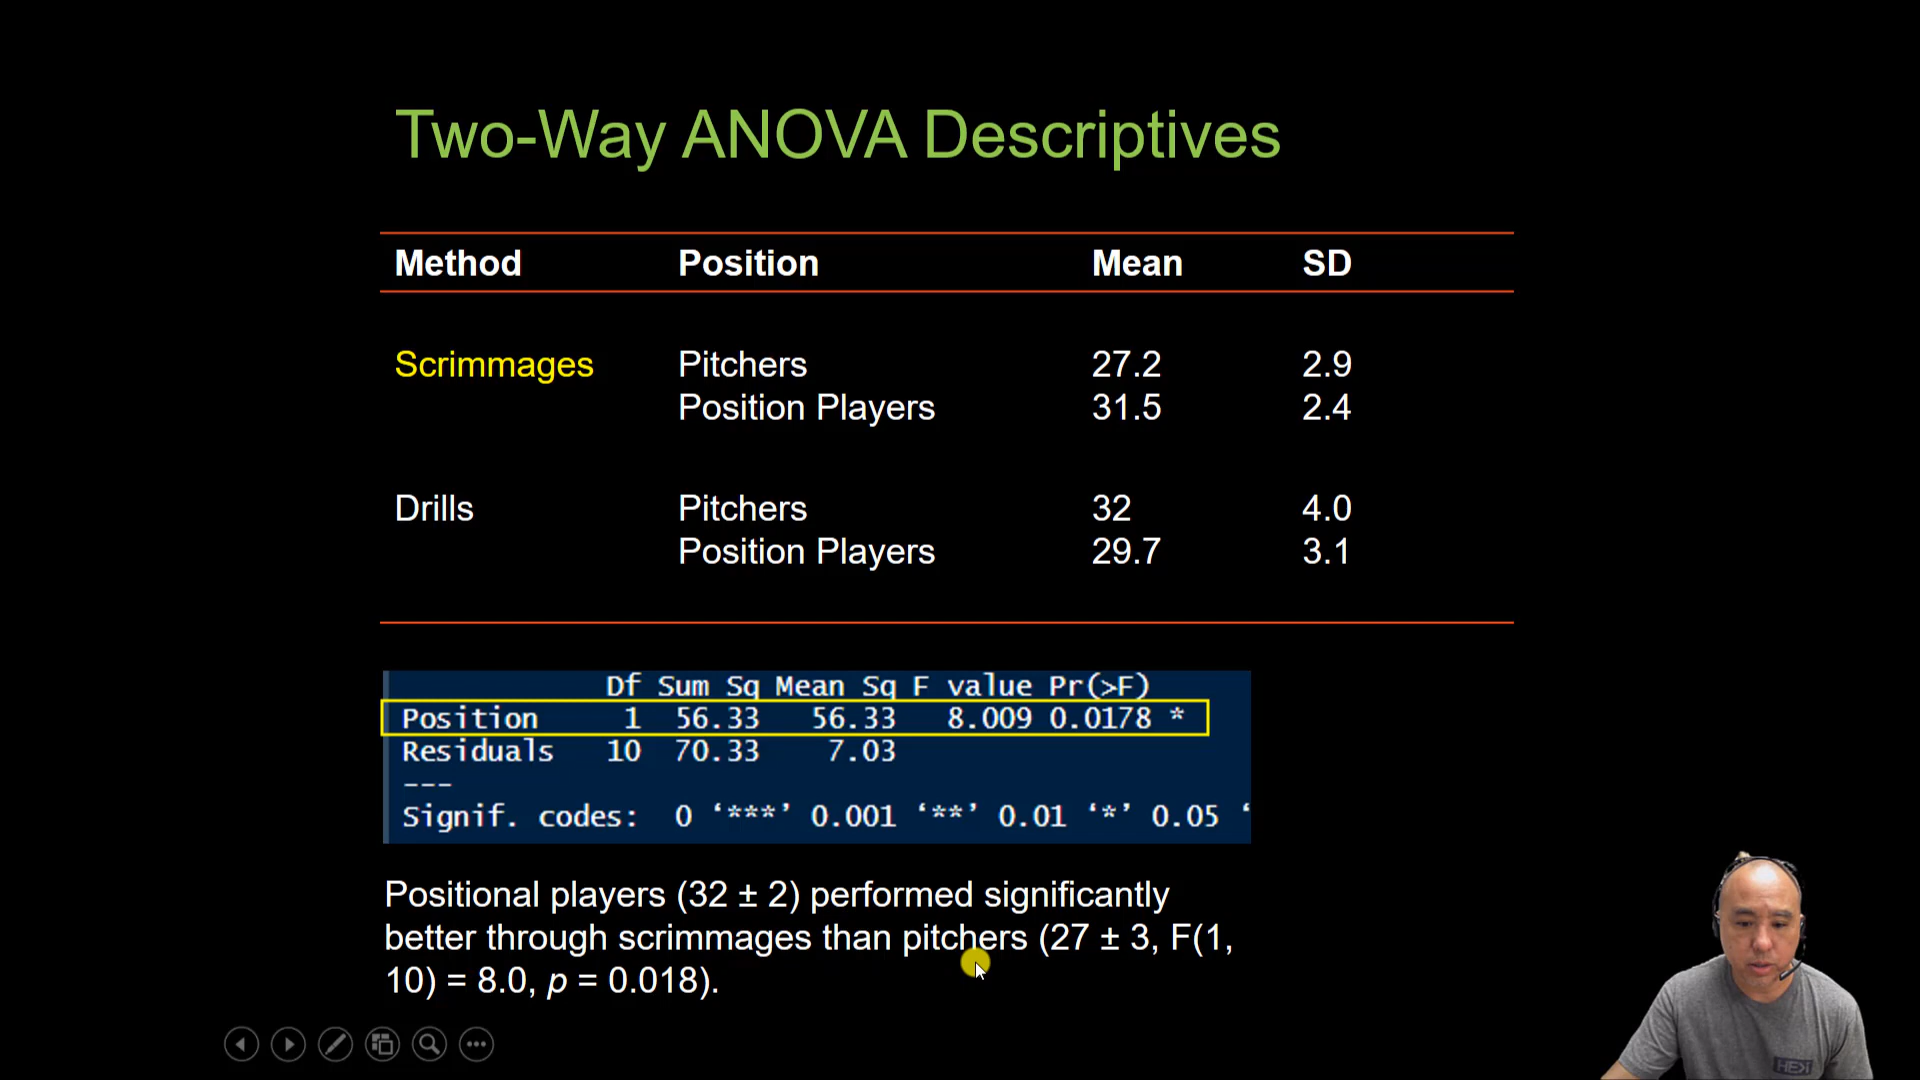 Two-Way ANOVA Descriptives
Method Position Mean SD
Scrimmages Pitchers 27.2 2.9
Position Players 31.5 2.4
Drills Pitchers 32 4.0
Position Players 29.7 3.1
Df Sum Sq Mean Sq F value Pr(>F)
Position 1 56.33 56.33 8.009 0.0178 *
Residuals 10 70.33 7.03
---
Signif. codes: 0 ‘***’ 0.001 ‘**’ 0.01 ‘*’ 0.05 ‘
Positional players (32 ± 2) performed significantly
better through scrimmages than pitchers (27 ± 3, F(1,
10) = 8.0, p = 0.018).